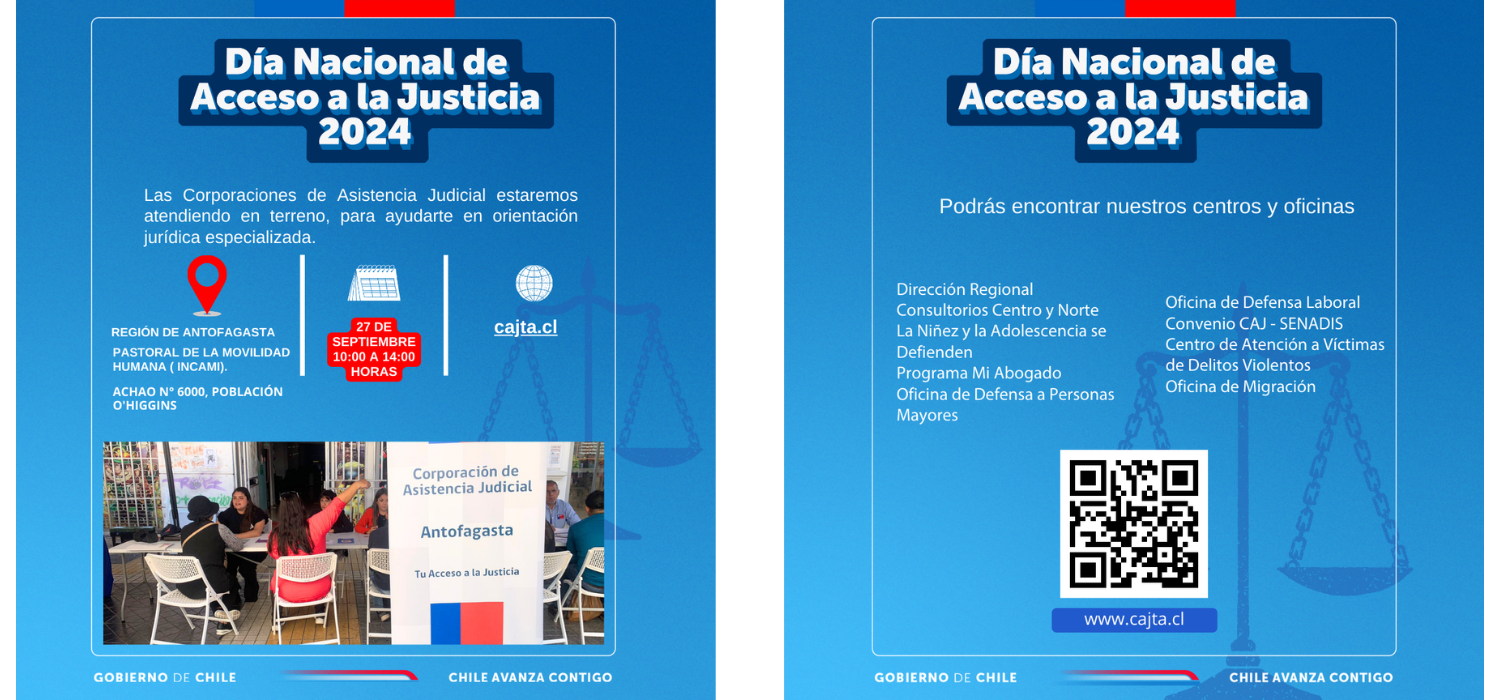 Día Nacional de
Acceso a la Justicia
2024
Las Corporaciones de Asistencia Judicial estaremos
atendiendo en terreno, para ayudarte en orientación
jurídica especializada.
REGIÓN DE ANTOFAGASTA
PASTORAL DE LA MOVILIDAD
HUMANA ( INCAMI).
ACHAO N° 6000, POBLACIÓN
O'HIGGINS
27 DE
SEPTIEMBRE
10:00 A 14:00
HORAS
cajta.cl
Corporación de
Asistencia Judicial
Antofagasta
Tu Acceso a la Justicia
GOBIERNO DE CHILE
CHILE AVANZA CONTIGO
Día Nacional de
Acceso a la Justicia
2024
Podrás encontrar nuestros centros y oficinas
Dirección Regional
Consultorios Centro y Norte
La Niñez y la Adolescencia se
Defienden
Programa Mi Abogado
Oficina de Defensa a Personas
Mayores
Oficina de Defensa Laboral
Convenio CAJ - SENADIS
Centro de Atención a Víctimas
de Delitos Violentos
Oficina de Migración
www.cajta.cl
GOBIERNO DE CHILE
CHILE AVANZA CONTIGO